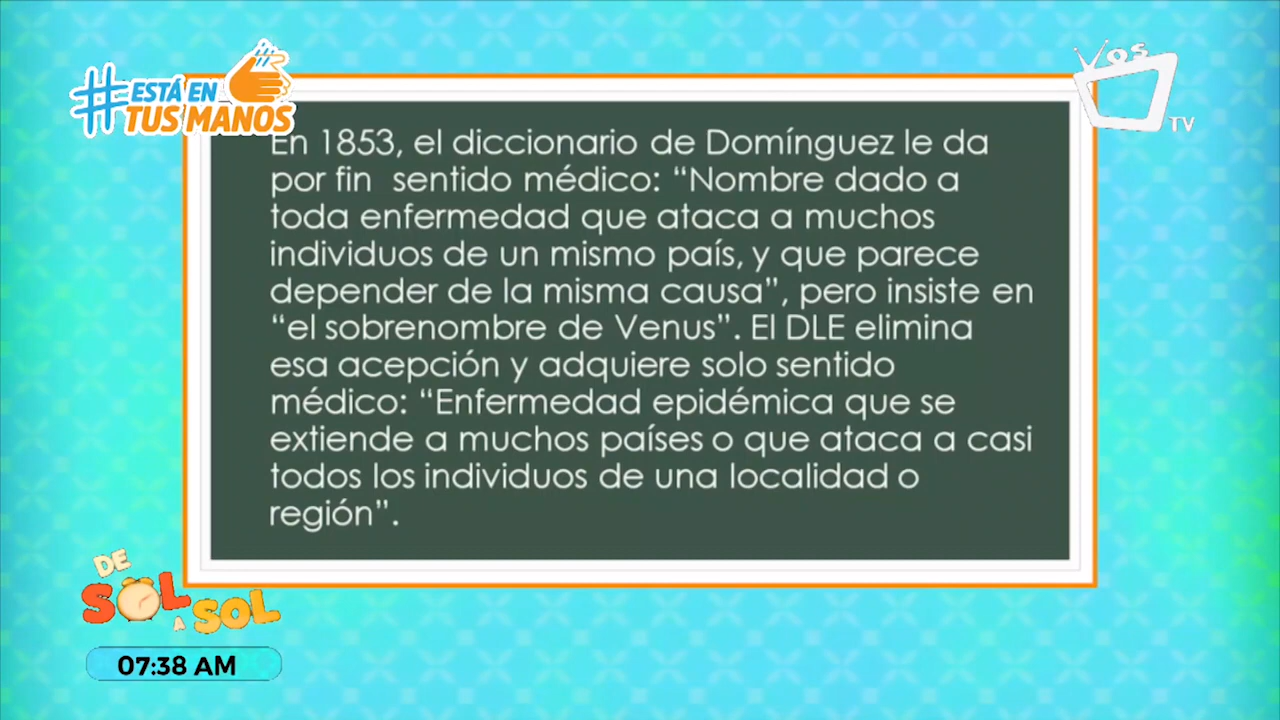 #ESTÁ EN
TUS MANOS
VOS
TV
En 1853, el diccionario de Domínguez le da
por fin sentido médico: “Nombre dado a
toda enfermedad que ataca a muchos
individuos de un mismo país, y que parece
depender de la misma causa”, pero insiste en
“el sobrenombre de Venus”. El DLE elimina
esa acepción y adquiere solo sentido
médico: “Enfermedad epidémica que se
extiende a muchos países o que ataca a casi
todos los individuos de una localidad o
región”.
DE
SOL
A SOL
07:38 AM